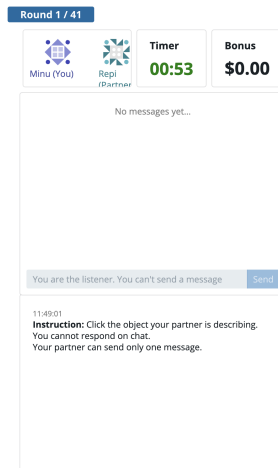 Round 1 / 41
Minu (You)
Repi
(Partner
Timer
00:53
Bonus
$0.00
No messages yet...
You are the listener. You can't send a message
Send
11:49:01
Instruction: Click the object your partner is describing.
You cannot respond on chat.
Your partner can send only one message.